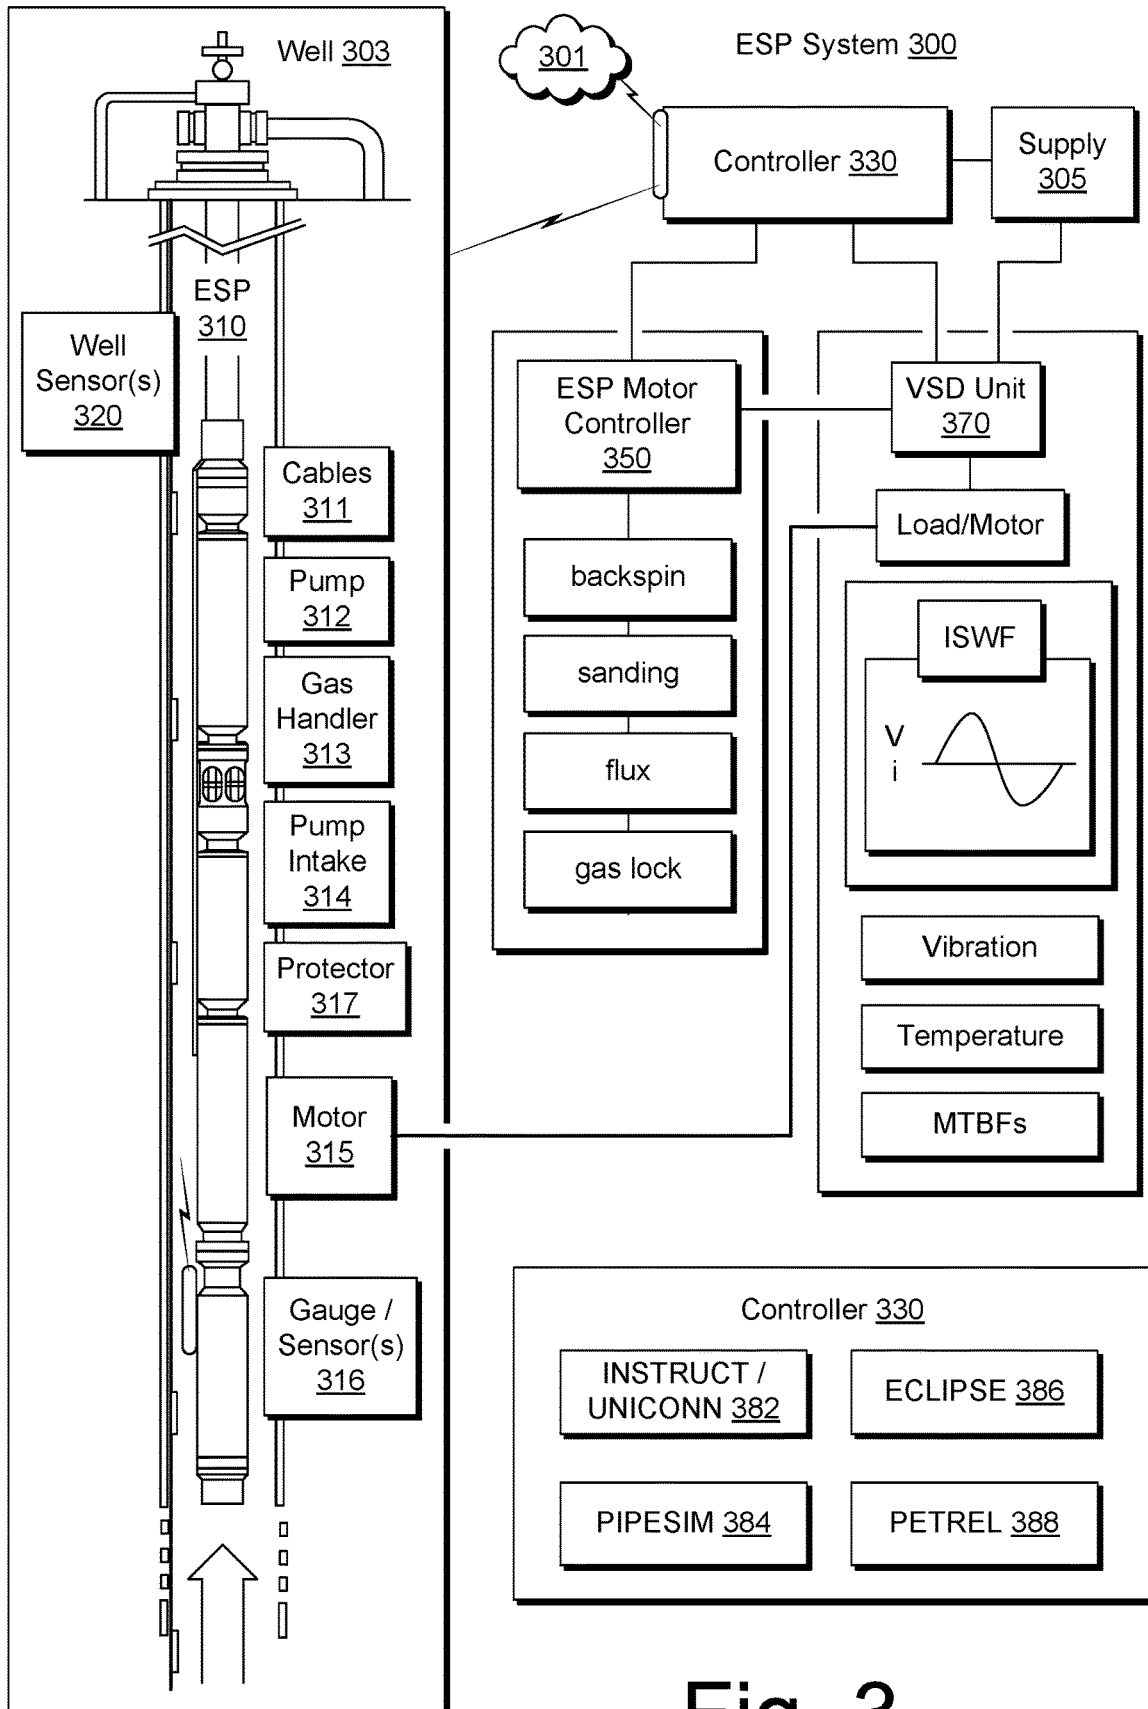 Well 303
301
ESP System 300
Controller 330
Supply
305
ESP
310
Well
Sensor(s)
320
Cables
311
Pump
312
Gas
Handler
313
Pump
Intake
314
Protector
317
Motor
315
Gauge /
Sensor(s)
316
ESP Motor
Controller
350
backspin
sanding
flux
gas lock
VSD Unit
370
Load/Motor
ISWF
V
i
Vibration
Temperature
MTBFs
Controller 330
INSTRUCT /
UNICONN 382
ECLIPSE 386
PIPESIM 384
PETREL 388
Fig. 3